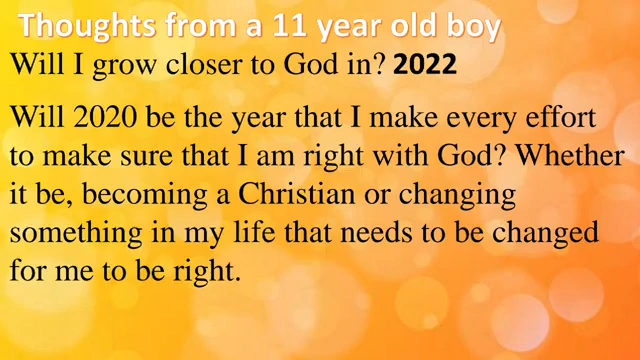 Thoughts from a 11 year old boy
Will I grow closer to God in? 2022
Will 2020 be the year that I make every effort
to make sure that I am right with God? Whether
it be, becoming a Christian or changing
something in my life that needs to be changed
for me to be right.